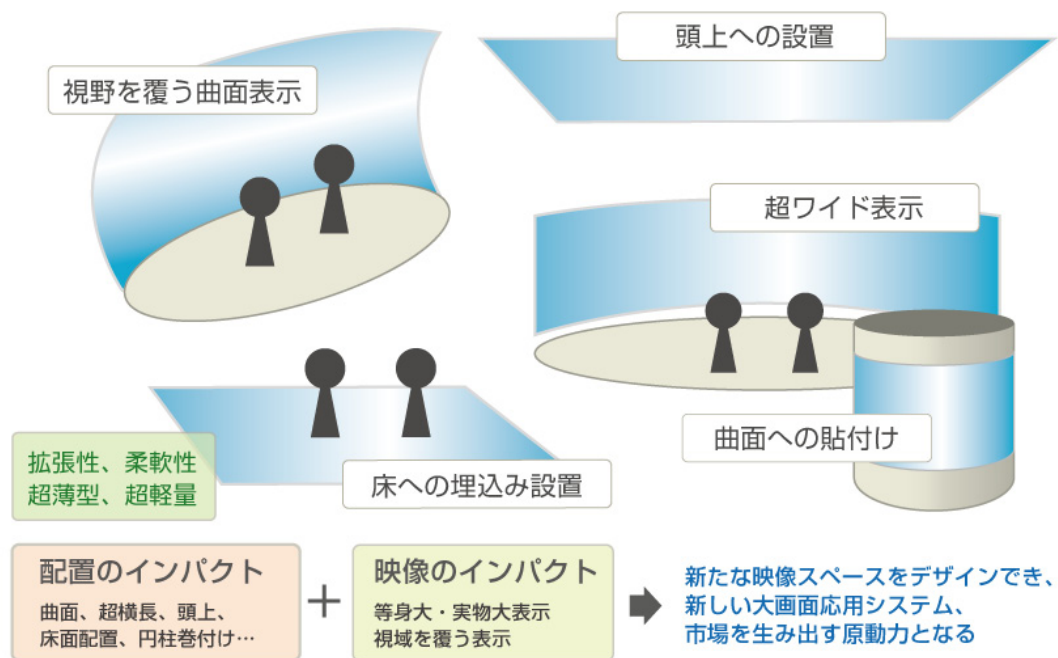 視野を覆う曲面表示
頭上への設置
超ワイド表示
曲面への貼付け
床への埋込み設置
拡張性、柔軟性
超薄型、超軽量
配置のインパクト
曲面、超横長、頭上、
床面配置、円柱巻付け…
＋
映像のインパクト
等身大・実物大表示
視域を覆う表示
新たな映像スペースをデザインでき、
新しい大画面応用システム、
市場を生み出す原動力となる